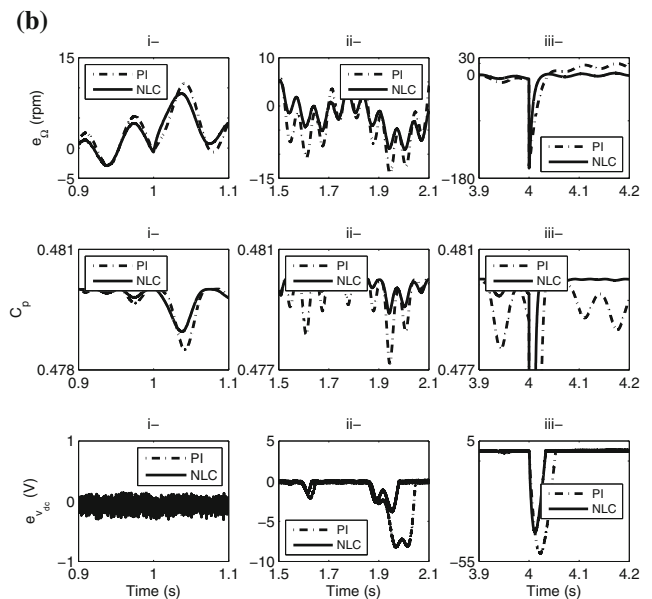 (b)
i– ii– iii–
15 15 30
PI PI 0
NLC NLC
e_Ω (rpm)
0 0
PI
NLC
−5 −15 −180
0.9 1 1.1 1.5 1.7 1.9 2.1 3.9 4 4.1 4.2
i– ii– iii–
0.481 0.481 0.481
PI PI PI
NLC NLC NLC
C_p
0.478 0.477 0.477
0.9 1 1.1 1.5 1.7 1.9 2.1 3.9 4 4.1 4.2
i– ii– iii–
1 5 5
PI
NLC
e_v_dc (V)
0 0
−5
PI PI
NLC NLC
−1 −10 −55
0.9 1 1.1 1.5 1.7 1.9 2.1 3.9 4 4.1 4.2
Time (s) Time (s) Time (s)